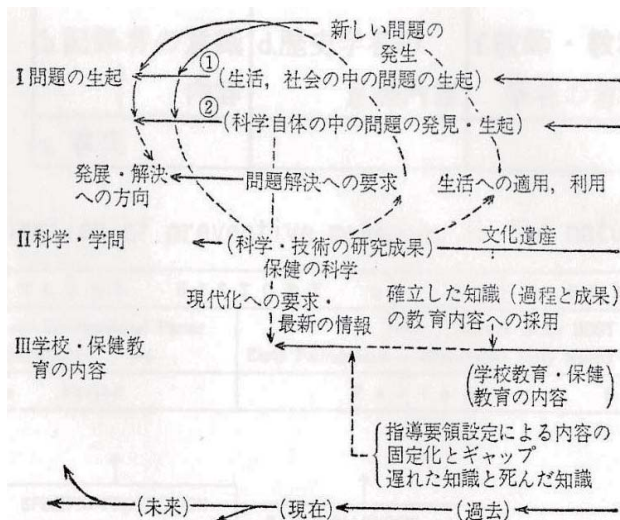 新しい問題の
発生
①
Ⅰ問題の生起
(生活，社会の中の問題の生起)
②
(科学自体の中の問題の発見・生起)
発展・解決
への方向
問題解決への要求
生活への適用，利用
Ⅱ科学・学問
(科学・技術の研究成果)
文化遺産
保健の科学
現代化への要求・
最新の情報
確立した知識(過程と成果)
の教育内容への採用
Ⅲ学校・保健教
育の内容
(学校教育・保健
教育の内容)
指導要領設定による内容の
固定化とギャップ
遅れた知識と死んだ知識
(未来)
(現在)
(過去)